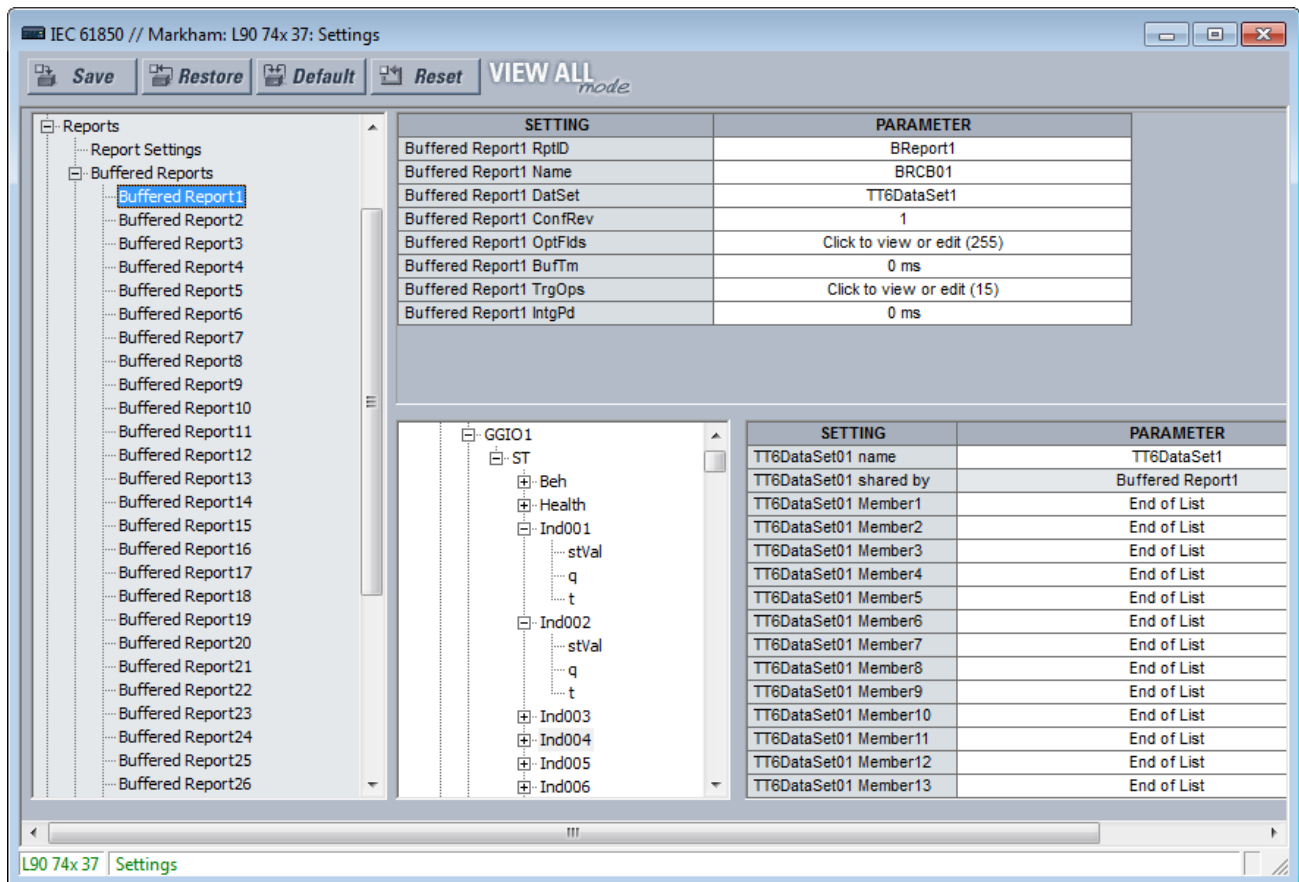 IEC 61850 // Markham: L90 74x 37: Settings
Save Restore Default Reset VIEW ALL mode
Reports
Report Settings
Buffered Reports
Buffered Report1
Buffered Report2
Buffered Report3
Buffered Report4
Buffered Report5
Buffered Report6
Buffered Report7
Buffered Report8
Buffered Report9
Buffered Report10
Buffered Report11
Buffered Report12
Buffered Report13
Buffered Report14
Buffered Report15
Buffered Report16
Buffered Report17
Buffered Report18
Buffered Report19
Buffered Report20
Buffered Report21
Buffered Report22
Buffered Report23
Buffered Report24
Buffered Report25
Buffered Report26
SETTING PARAMETER
Buffered Report1 RptID BReport1
Buffered Report1 Name BRCB01
Buffered Report1 DatSet TT6DataSet1
Buffered Report1 ConfRev 1
Buffered Report1 OptFlds Click to view or edit (255)
Buffered Report1 BufTm 0 ms
Buffered Report1 TrgOps Click to view or edit (15)
Buffered Report1 IntgPd 0 ms
GGIO1
ST
Beh
Health
Ind001
stVal
q
t
Ind002
stVal
q
t
Ind003
Ind004
Ind005
Ind006
SETTING PARAMETER
TT6DataSet01 name TT6DataSet1
TT6DataSet01 shared by Buffered Report1
TT6DataSet01 Member1 End of List
TT6DataSet01 Member2 End of List
TT6DataSet01 Member3 End of List
TT6DataSet01 Member4 End of List
TT6DataSet01 Member5 End of List
TT6DataSet01 Member6 End of List
TT6DataSet01 Member7 End of List
TT6DataSet01 Member8 End of List
TT6DataSet01 Member9 End of List
TT6DataSet01 Member10 End of List
TT6DataSet01 Member11 End of List
TT6DataSet01 Member12 End of List
TT6DataSet01 Member13 End of List
L90 74x 37 Settings